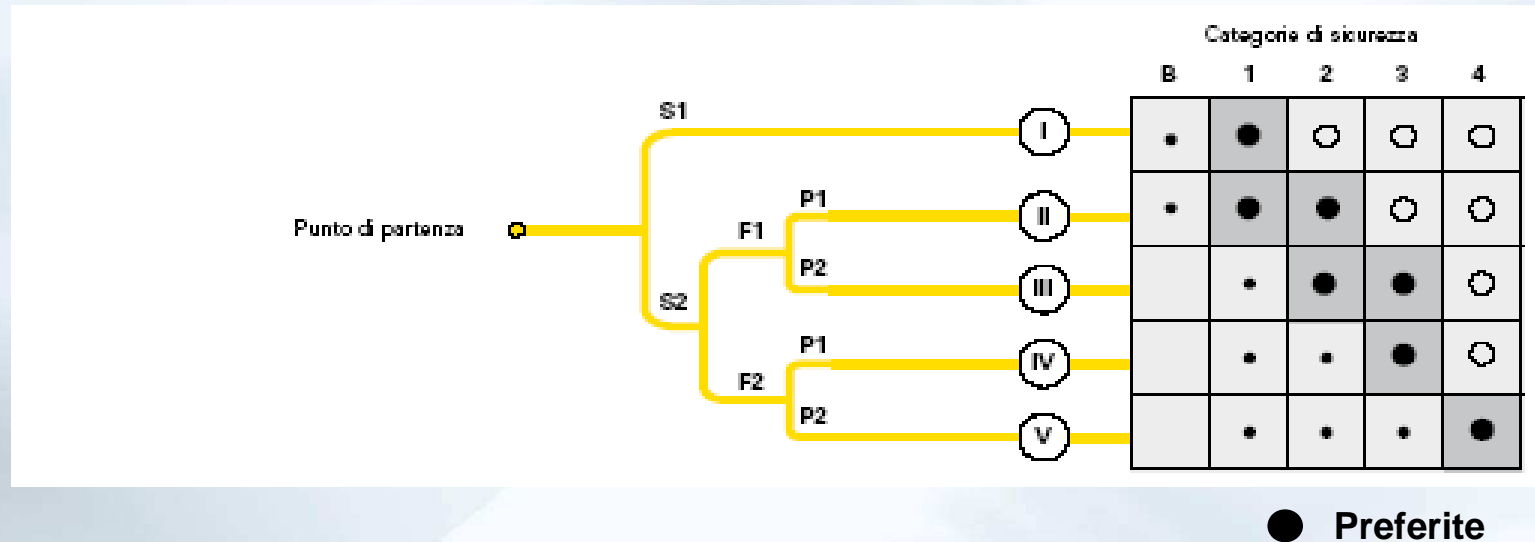 Categorie di sicurezza
B 1 2 3 4
S1
I
P1
II
Punto di partenza
F1
P2
III
S2
P1
IV
F2
P2
V
Preferite